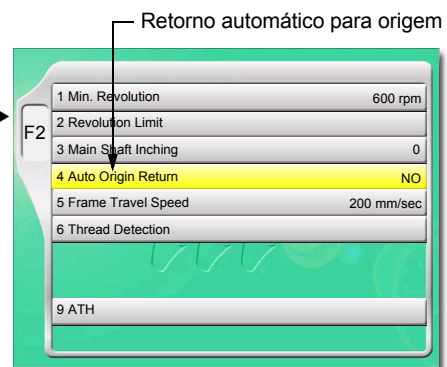 Retorno automático para origem
F2
1 Min. Revolution 600 rpm
2 Revolution Limit
3 Main Shaft Inching 0
4 Auto Origin Return NO
5 Frame Travel Speed 200 mm/sec
6 Thread Detection
9 ATH